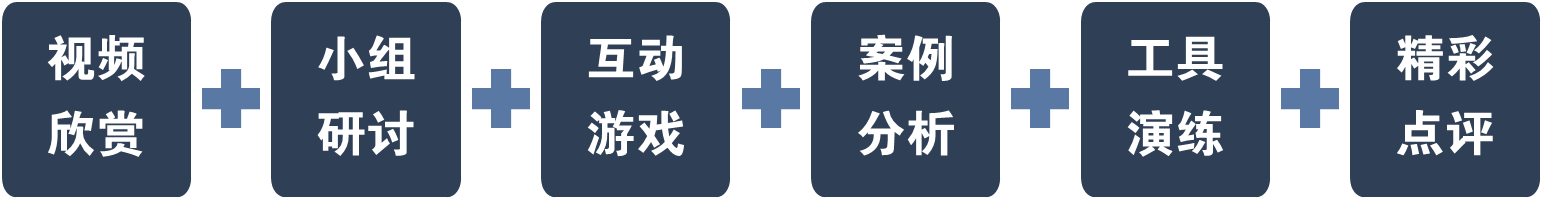 视频
欣赏
小组
研讨
互动
游戏
案例
分析
工具
演练
精彩
点评